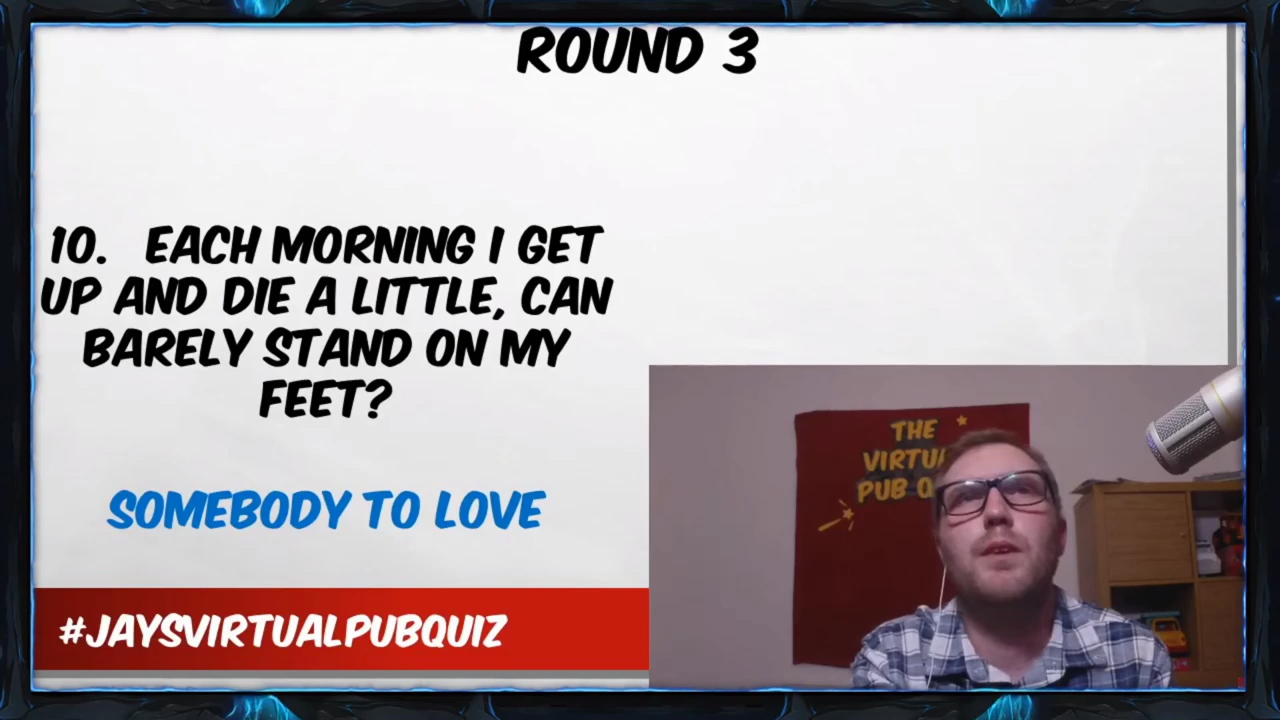 ROUND 3
10. EACH MORNING I GET
UP AND DIE A LITTLE, CAN
BARELY STAND ON MY
FEET?
SOMEBODY TO LOVE
#JAYSVIRTUALPUBQUIZ
THE
VIRTU
PUB Q